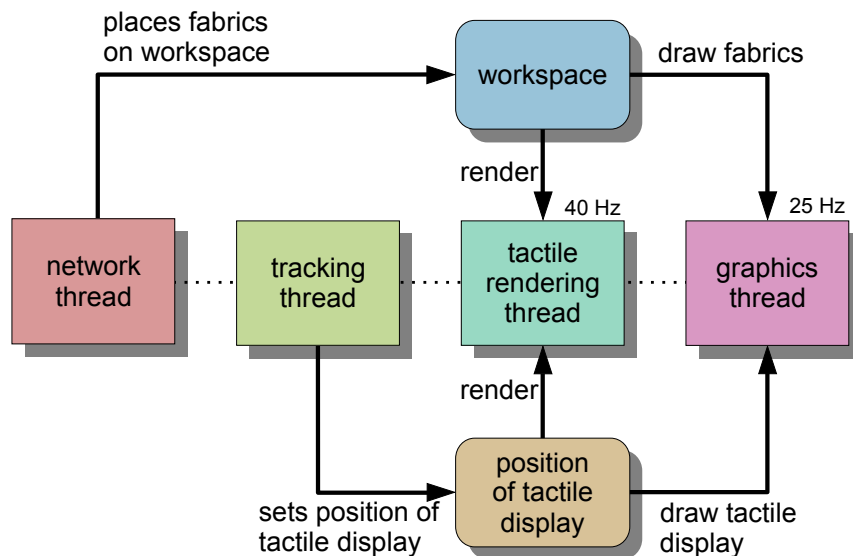 places fabrics
on workspace
workspace
draw fabrics
render
40 Hz
25 Hz
network
thread
tracking
thread
tactile
rendering
thread
graphics
thread
render
sets position of
tactile display
position
of tactile
display
draw tactile
display